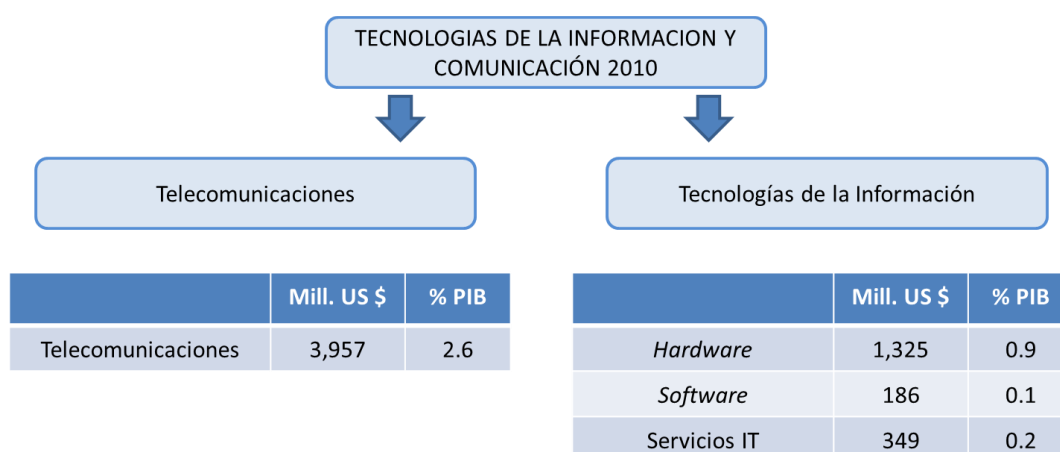 TECNOLOGIAS DE LA INFORMACION Y
COMUNICACIÓN 2010
Telecomunicaciones
Tecnologías de la Información
Mill. US $ % PIB
Telecomunicaciones 3,957 2.6
Mill. US $ % PIB
Hardware 1,325 0.9
Software 186 0.1
Servicios IT 349 0.2